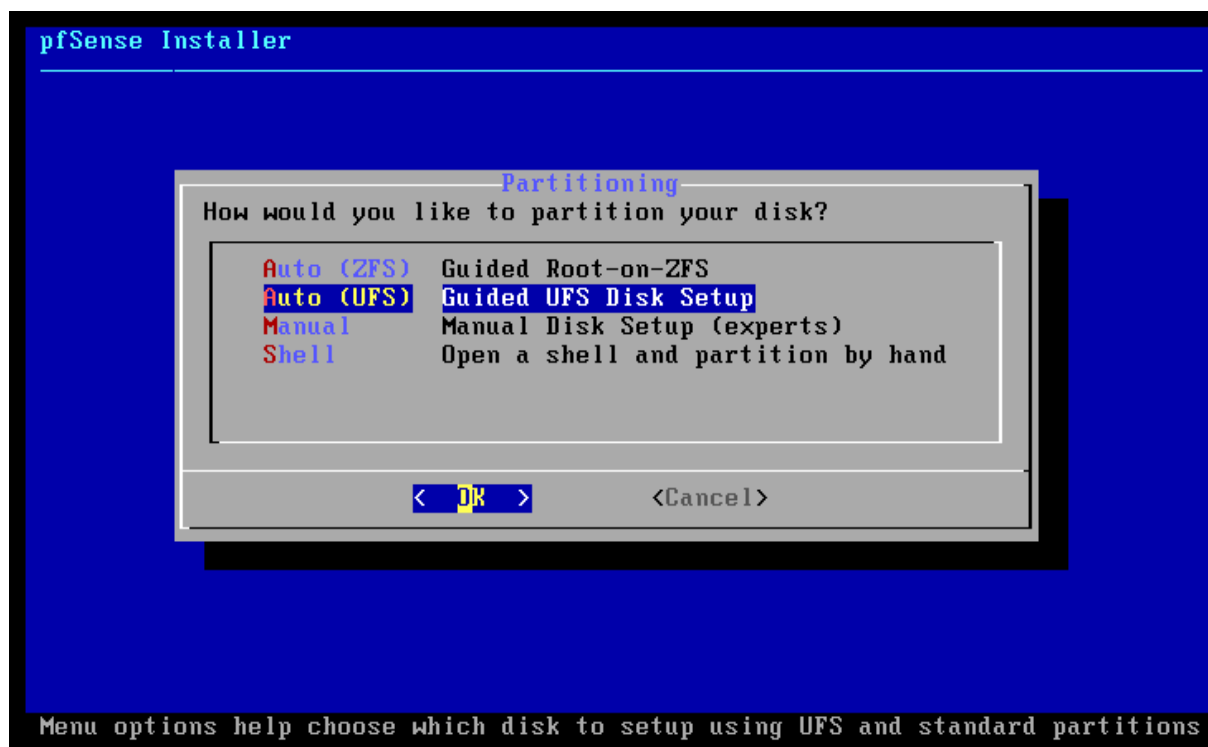 pfSense Installer
Partitioning
How would you like to partition your disk?
Auto (ZFS) Guided Root-on-ZFS
Auto (UFS) Guided UFS Disk Setup
Manual Manual Disk Setup (experts)
Shell Open a shell and partition by hand
< OK > <Cancel>
Menu options help choose which disk to setup using UFS and standard partitions